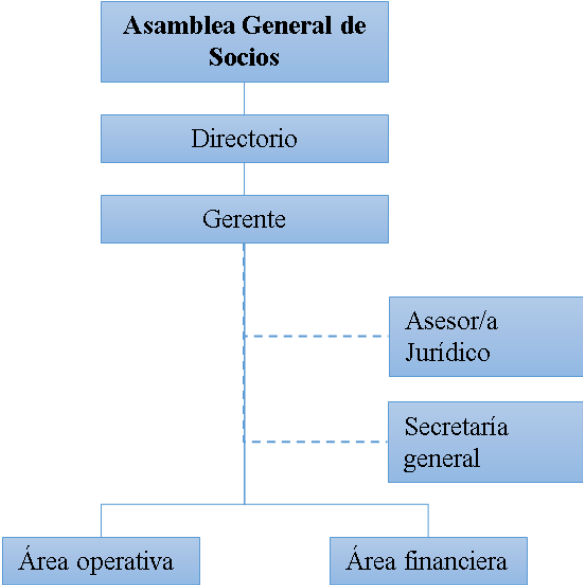 Asamblea General de
Socios
Directorio
Gerente
Asesor/a
Jurídico
Secretaría
general
Área operativa
Área financiera